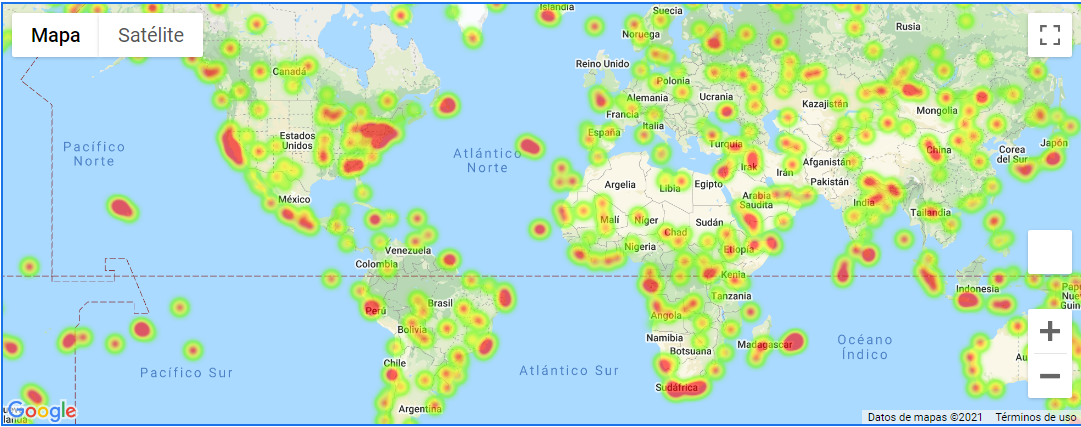 Mapa
Satélite
Islandia
Suecia
Noruega
Rusia
Reino Unido
Canadá
Polonia
Alemania
Ucrania
Kazajistán
Mongolia
Francia
España
Italia
Estados
Unidos
Pacífico
Norte
Atlántico
Norte
Turquía
Irak
Irán
Afganistán
Pakistán
China
Corea
del Sur
Japón
Argelia
Libia
Egipto
Arabia
Saudita
India
México
Malí
Níger
Chad
Sudán
Tailandia
Venezuela
Nigeria
Etiopía
Colombia
Kenia
Indonesia
Papú
Nue
Guin
Tanzania
Brasil
Perú
Angola
Bolivia
Namibia
Botsuana
Madagascar
Océano
Índico
Au
Chile
Pacífico Sur
Atlántico Sur
Sudáfrica
Argentina
Google
Datos de mapas ©2021
Términos de uso